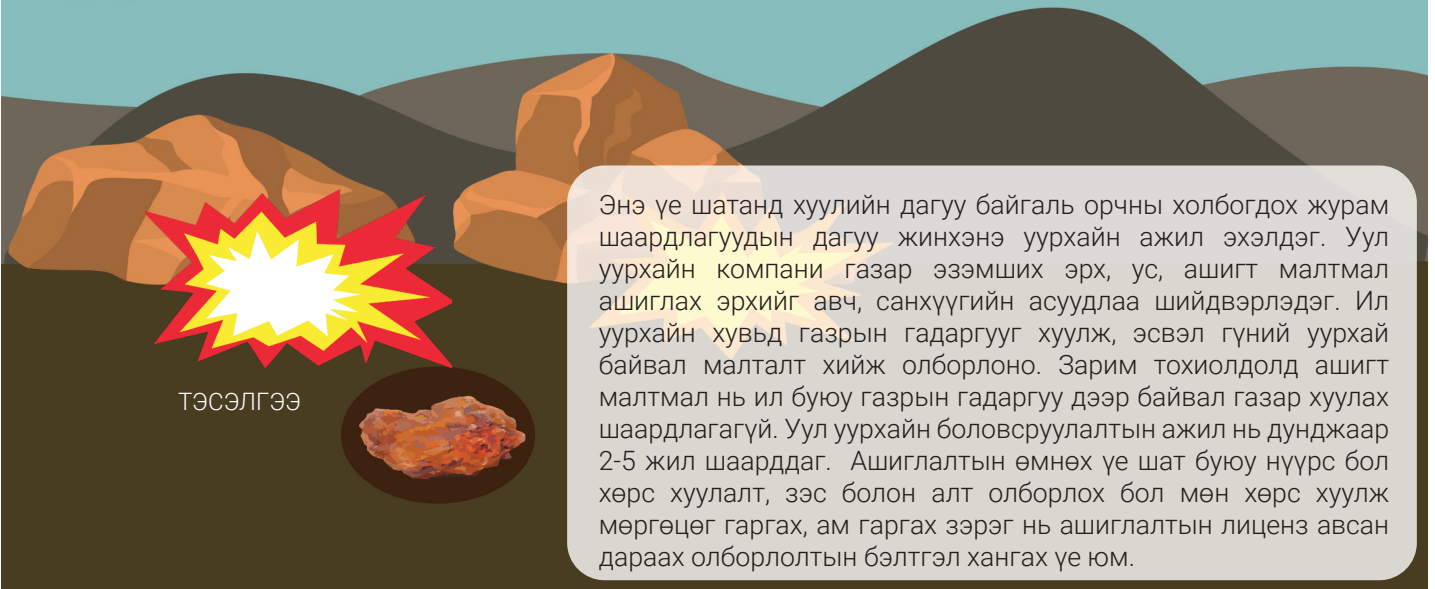 Энэ үе шатанд хуулийн дагуу байгаль орчны холбогдох журам
шаардлагуудын дагуу жинхэнэ уурхайн ажил эхэлдэг. Уул
уурхайн компани газар эзэмших эрх, ус, ашигт малтмал
ашиглах эрхийг авч, санхүүгийн асуудлаа шийдвэрлэдэг. Ил
уурхайн хувьд газрын гадаргууг хуулж, эсвэл гүний уурхай
байвал малталт хийж олборлоно. Зарим тохиолдолд ашигт
малтмал нь ил буюу газрын гадаргуу дээр байвал газар хуулах
шаардлагагүй. Уул уурхайн боловсруулалтын ажил нь дунджаар
2-5 жил шаарддаг. Ашиглалтын өмнөх үе шат буюу нүүрс бол
хөрс хуулалт, зэс болон алт олборлох бол мөн хөрс хуулж
мөргөцөг гаргах, ам гаргах зэрэг нь ашиглалтын лиценз авсан
дараах олборлолтын бэлтгэл хангах үе юм.
ТЭСЭЛГЭЭ